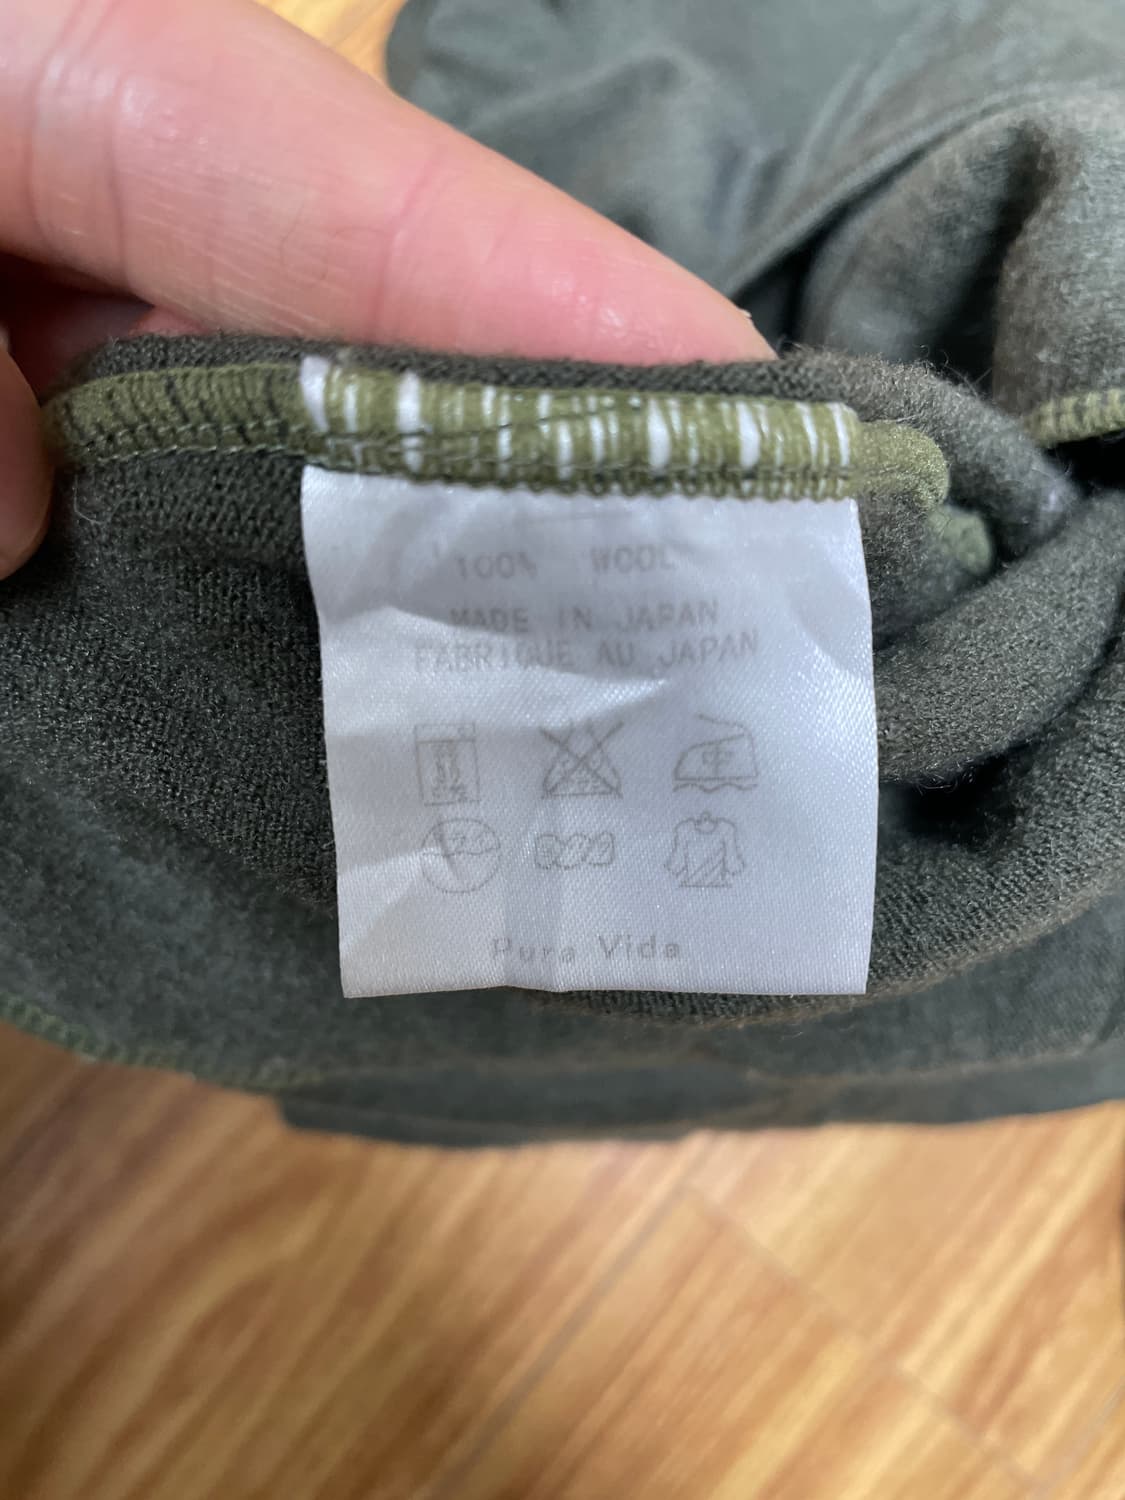 100% WOOL
MADE IN JAPAN
FABRIQUE AU JAPAN
Pura Vida